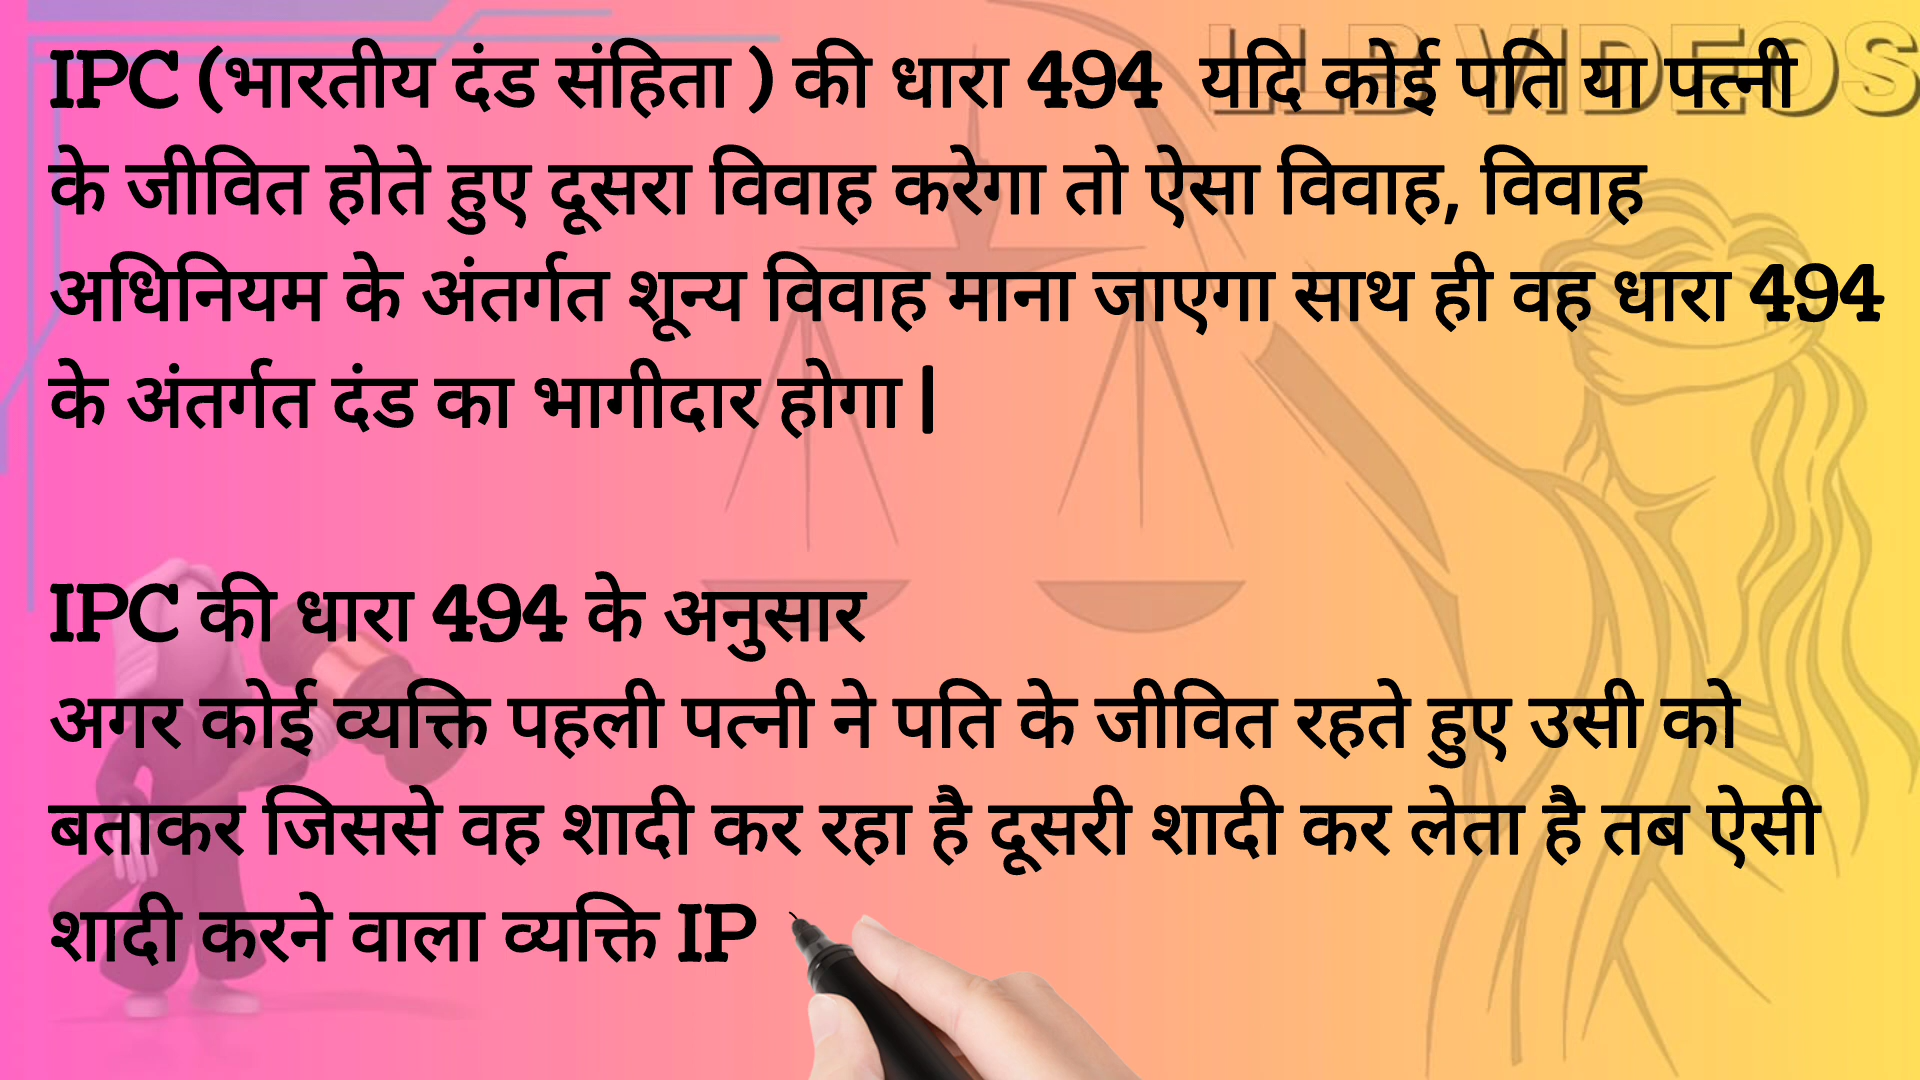 LLB VIDEOS
IPC (भारतीय दंड संहिता ) की धारा 494 यदि कोई पति या पत्नी
के जीवित होते हुए दूसरा विवाह करेगा तो ऐसा विवाह, विवाह
अधिनियम के अंतर्गत शून्य विवाह माना जाएगा साथ ही वह धारा 494
के अंतर्गत दंड का भागीदार होगा |
IPC की धारा 494 के अनुसार
अगर कोई व्यक्ति पहली पत्नी ने पति के जीवित रहते हुए उसी को
बताकर जिससे वह शादी कर रहा है दूसरी शादी कर लेता है तब ऐसी
शादी करने वाला व्यक्ति IP